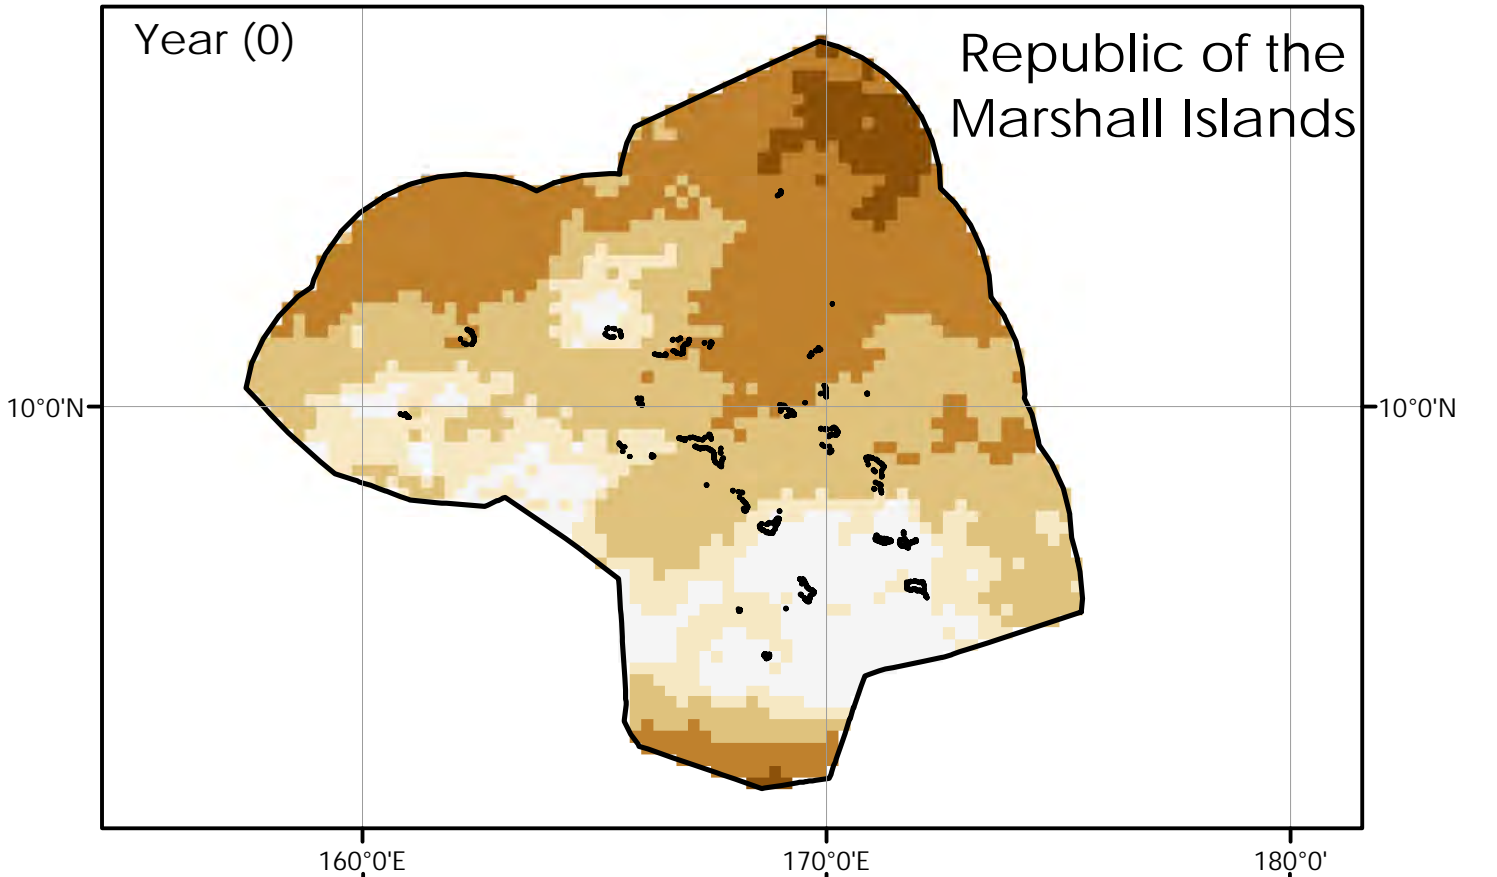 Year (0)
Republic of the
Marshall Islands
10°0'N
10°0'N
160°0'E
170°0'E
180°0'